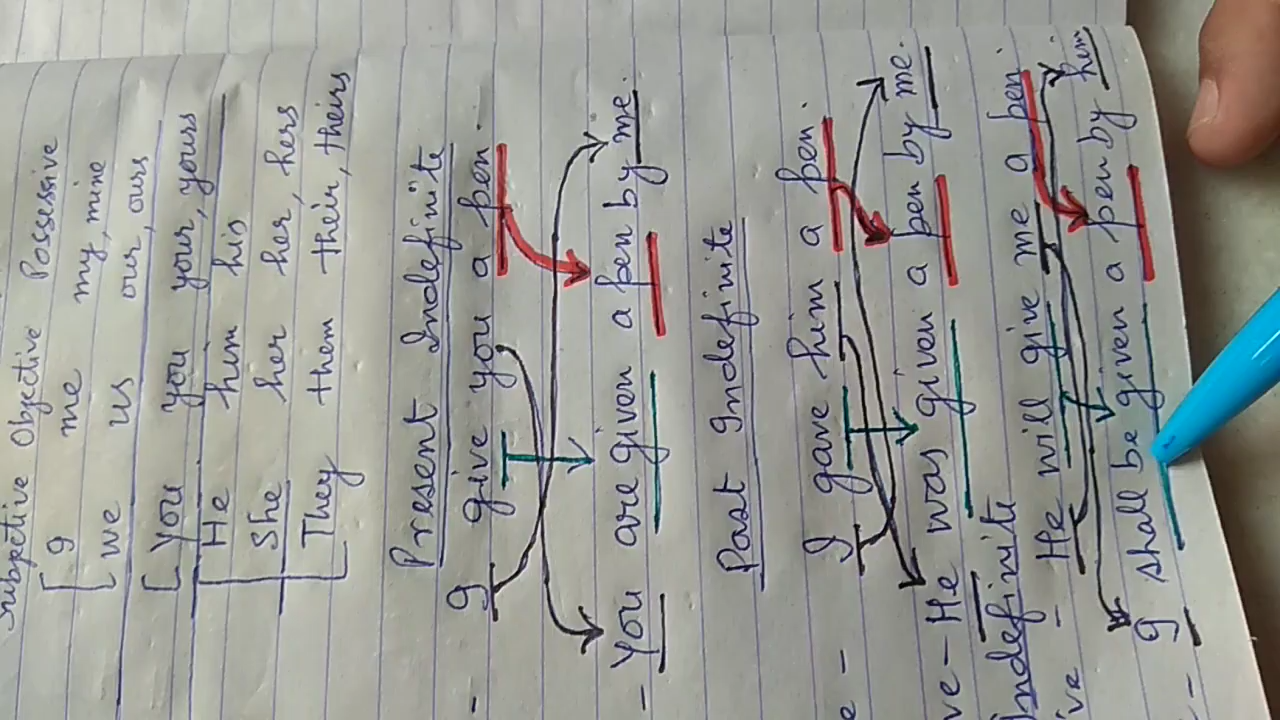 Subjective Objective Possessive
I me my, mine
we us our, ours
You you your, yours
He him his
She her her, hers
They them their, theirs
Present Indefinite
- I give you a pen.
- You are given a pen by me.
Past Indefinite
e - I gave him a pen.
ve - He was given a pen by me.
Indefinite
ive - He will give me a pen.
- I shall be given a pen by him